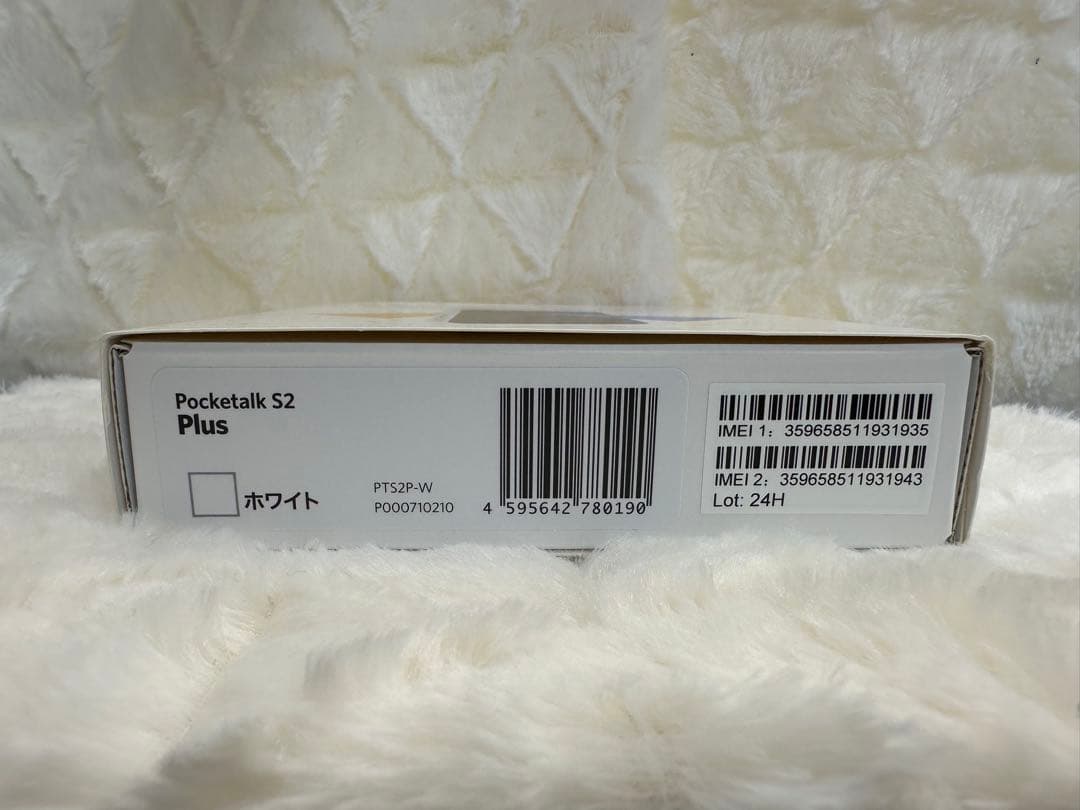 Pocketalk S2
Plus
ホワイト
PTS2P-W
P000710210
4 595642 780190
IMEI 1: 359658511931935
IMEI 2: 359658511931943
Lot: 24H